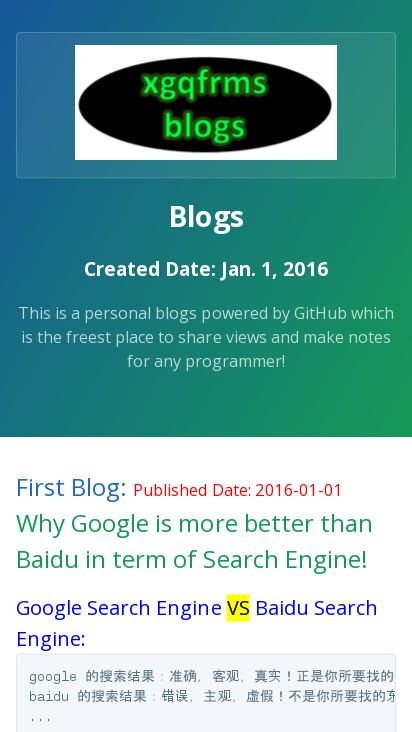 xgqfrms
blogs
Blogs
Created Date: Jan. 1, 2016
This is a personal blogs powered by GitHub which
is the freest place to share views and make notes
for any programmer!
First Blog: Published Date: 2016-01-01
Why Google is more better than
Baidu in term of Search Engine!
Google Search Engine VS Baidu Search
Engine:
google 的搜索结果：准确, 客观, 真实！正是你所要找的
baidu 的搜索结果：错误, 主观, 虚假！不是你所要找的东
...